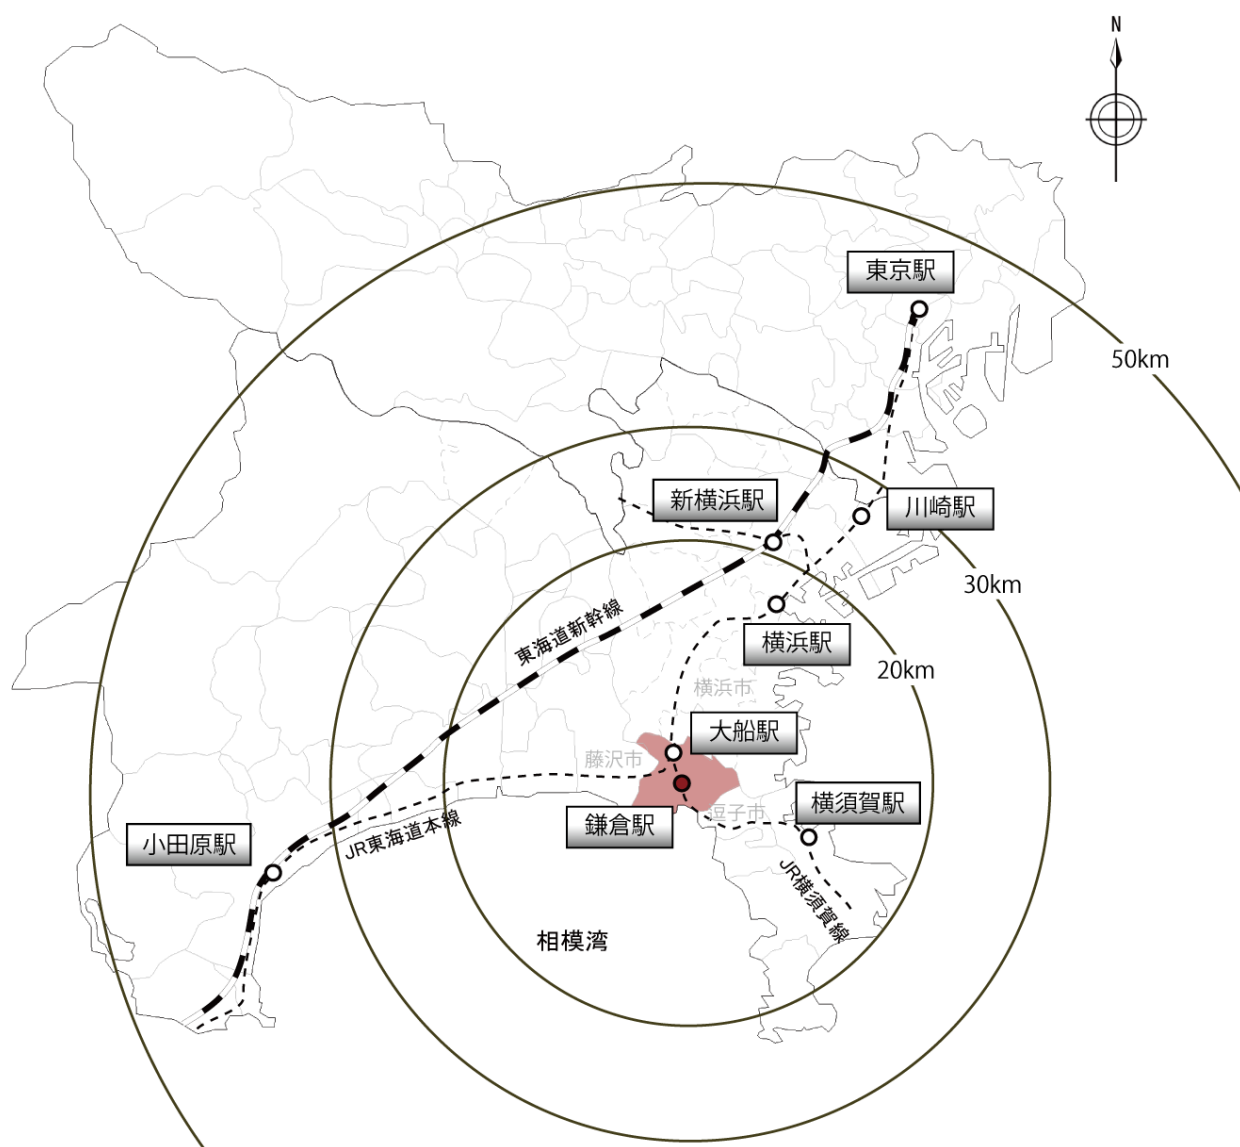 N
東京駅
50km
新横浜駅
川崎駅
30km
東海道新幹線
横浜駅
20km
横浜市
大船駅
藤沢市
横須賀駅
逗子市
鎌倉駅
小田原駅
JR東海道本線
JR横須賀線
相模湾